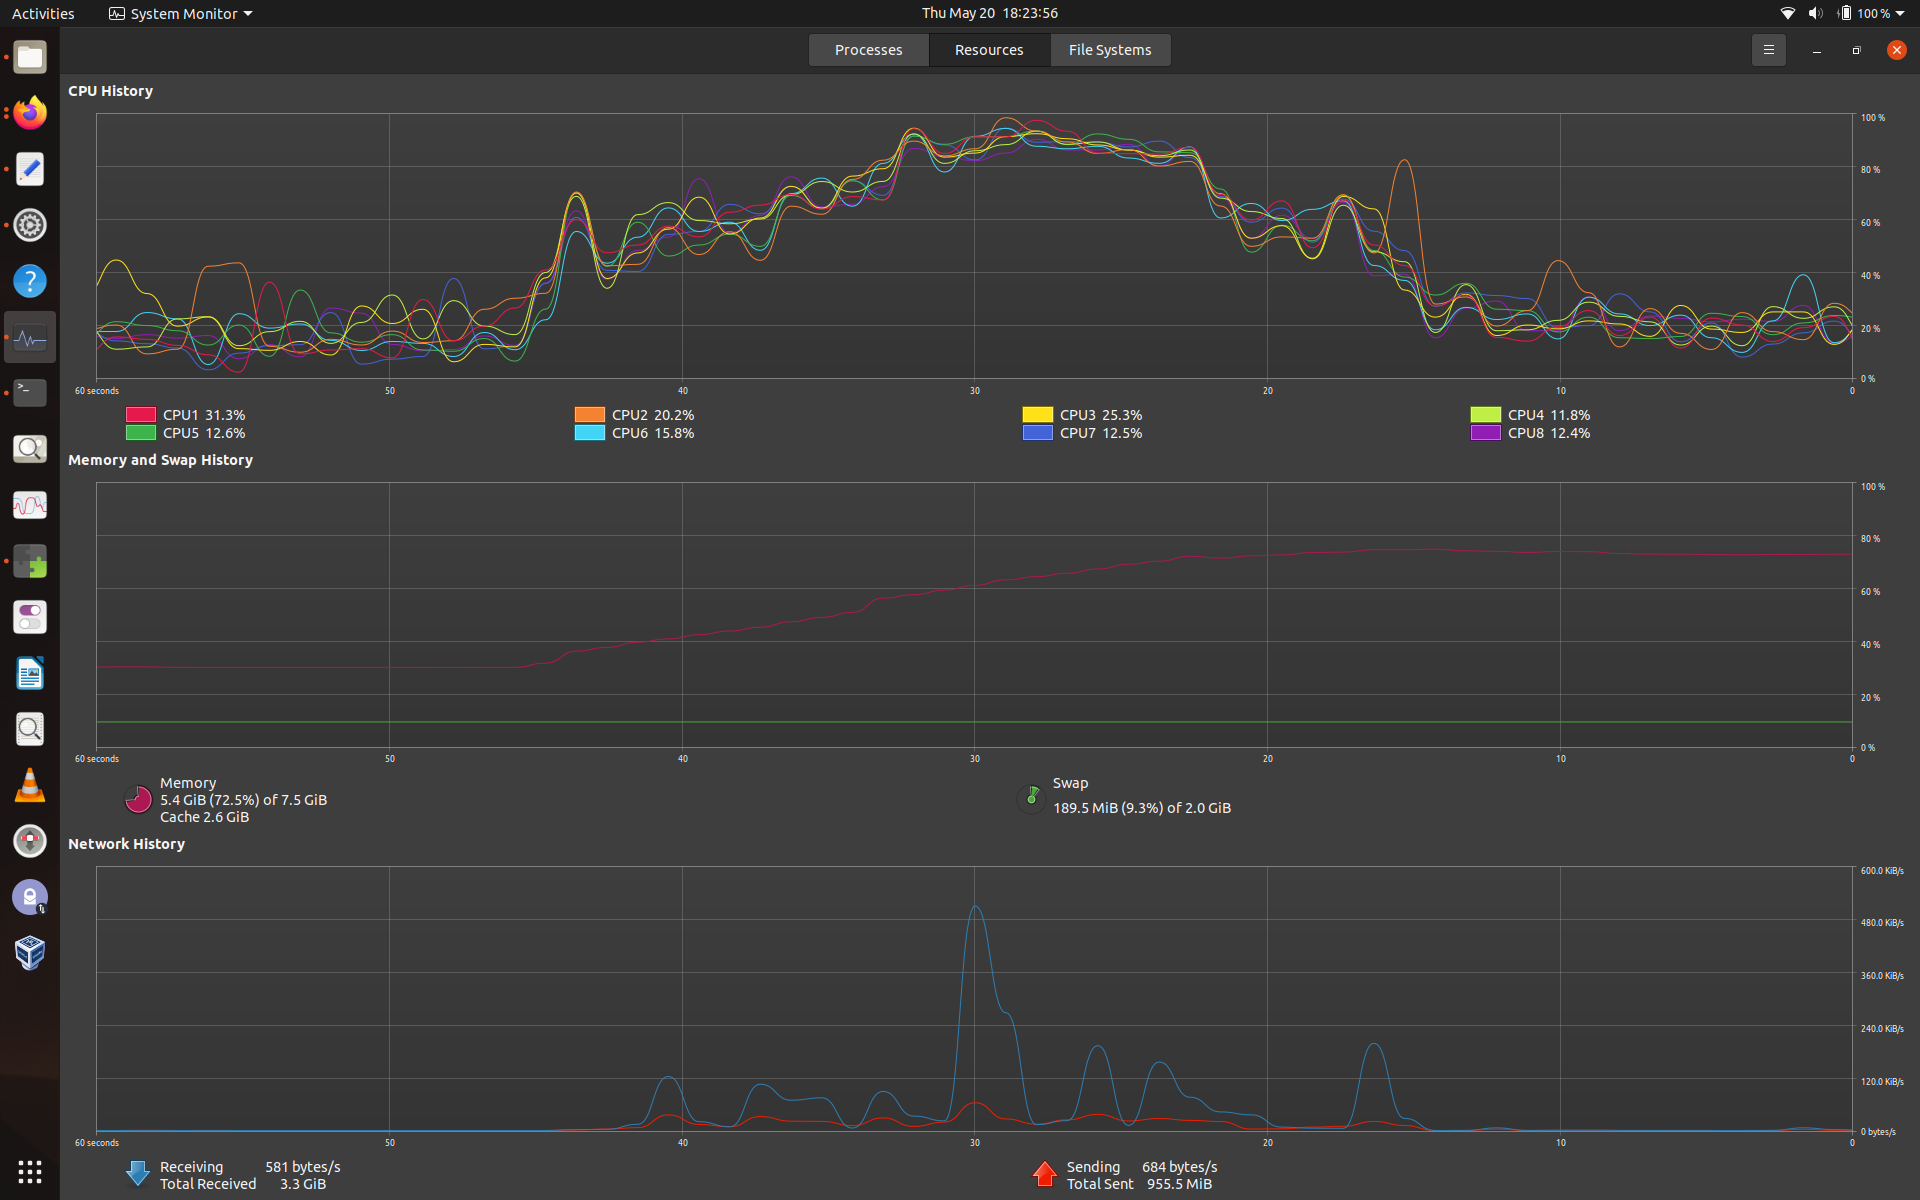 Activities System Monitor Thu May 20 18:23:56 100 %
Processes Resources File Systems
CPU History
100 %
80 %
60 %
40 %
20 %
0 %
60 seconds 50 40 30 20 10 0
CPU1 31.3% CPU2 20.2% CPU3 25.3% CPU4 11.8%
CPU5 12.6% CPU6 15.8% CPU7 12.5% CPU8 12.4%
Memory and Swap History
100 %
80 %
60 %
40 %
20 %
0 %
60 seconds 50 40 30 20 10 0
Memory Swap
5.4 GiB (72.5%) of 7.5 GiB 189.5 MiB (9.3%) of 2.0 GiB
Cache 2.6 GiB
Network History
600.0 KiB/s
480.0 KiB/s
360.0 KiB/s
240.0 KiB/s
120.0 KiB/s
0 bytes/s
60 seconds 50 40 30 20 10 0
Receiving 581 bytes/s Sending 684 bytes/s
Total Received 3.3 GiB Total Sent 955.5 MiB